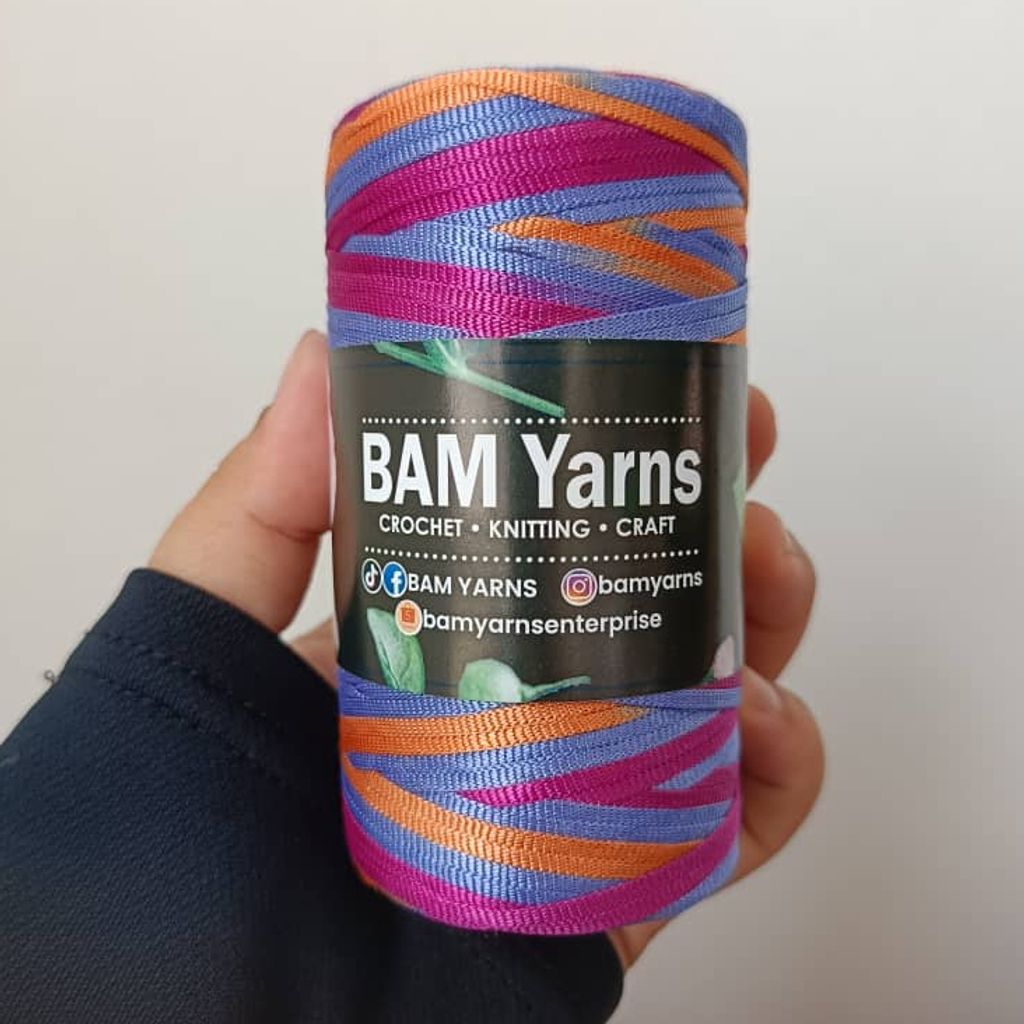 BAM Yarns
CROCHET • KNITTING • CRAFT
BAM YARNS bamyarns
bamyarnsenterprise